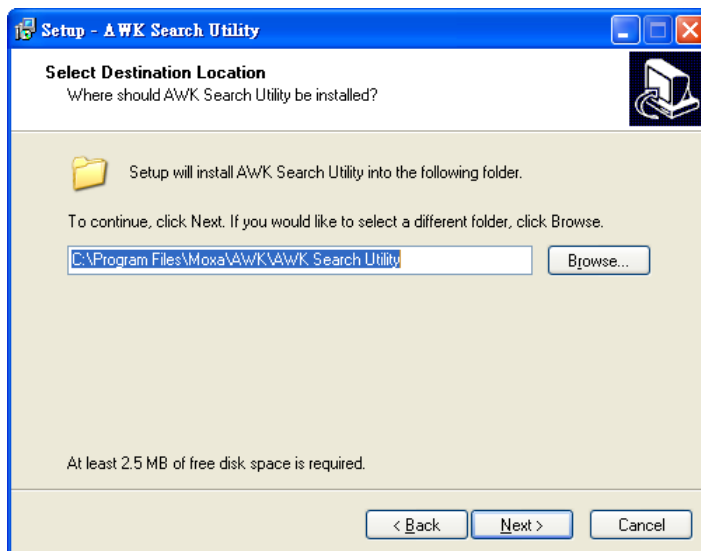 Setup - AWK Search Utility
Select Destination Location
Where should AWK Search Utility be installed?
Setup will install AWK Search Utility into the following folder.
To continue, click Next. If you would like to select a different folder, click Browse.
C:\Program Files\Moxa\AWK\AWK Search Utility
Browse...
At least 2.5 MB of free disk space is required.
< Back
Next >
Cancel